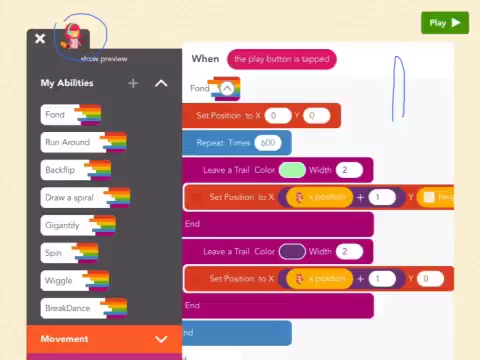 Play
show preview
When the play button is tapped
My Abilities
Fond
Fond
Set Position to X 0 Y 0
Run Around
Repeat Times 600
Backflip
Leave a Trail Color Width 2
Draw a spiral
Set Position to X x position + 1 Y
Gigantify
End
Spin
Leave a Trail Color Width 2
Wiggle
Set Position to X x position + 1 Y 0
BreakDance
End
Movement